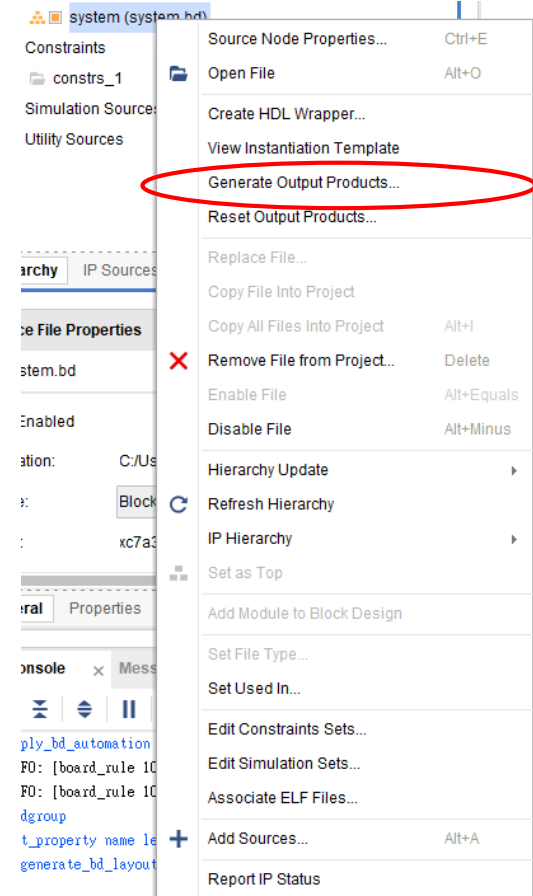 system (system.bd)
Source Node Properties... Ctrl+E
Constraints
Open File Alt+O
constrs_1
Simulation Sources
Create HDL Wrapper...
Utility Sources
View Instantiation Template
Generate Output Products...
Reset Output Products...
Replace File...
archy IP Sources
Copy File Into Project
ce File Properties
Copy All Files Into Project Alt+I
stem.bd
Remove File from Project... Delete
Enable File Alt+Equals
Enabled
Disable File Alt+Minus
ation: C:/Us
Hierarchy Update
e: Block
Refresh Hierarchy
: xc7a3
IP Hierarchy
Set as Top
eral Properties
Add Module to Block Design
Set File Type...
onsole × Mess
Set Used In...
Edit Constraints Sets...
ply_bd_automation
Edit Simulation Sets...
FO: [board_rule 10
FO: [board_rule 10
Associate ELF Files...
dgroup
t_property name le
Add Sources... Alt+A
generate_bd_layout
Report IP Status